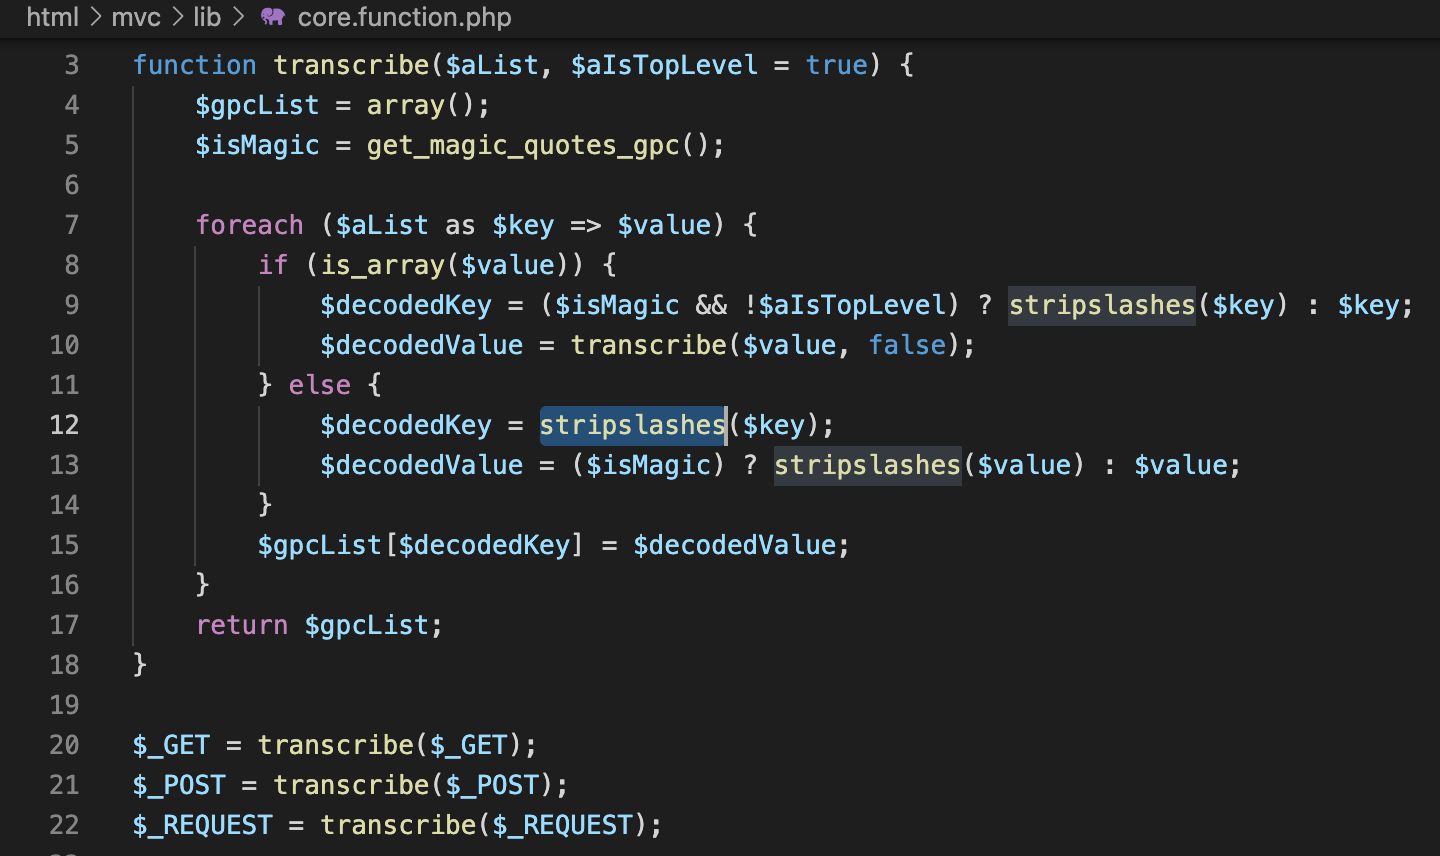 html > mvc > lib > core.function.php
3 function transcribe($aList, $aIsTopLevel = true) {
4 $gpcList = array();
5 $isMagic = get_magic_quotes_gpc();
6
7 foreach ($aList as $key => $value) {
8 if (is_array($value)) {
9 $decodedKey = ($isMagic && !$aIsTopLevel) ? stripslashes($key) : $key;
10 $decodedValue = transcribe($value, false);
11 } else {
12 $decodedKey = stripslashes($key);
13 $decodedValue = ($isMagic) ? stripslashes($value) : $value;
14 }
15 $gpcList[$decodedKey] = $decodedValue;
16 }
17 return $gpcList;
18 }
19
20 $_GET = transcribe($_GET);
21 $_POST = transcribe($_POST);
22 $_REQUEST = transcribe($_REQUEST);